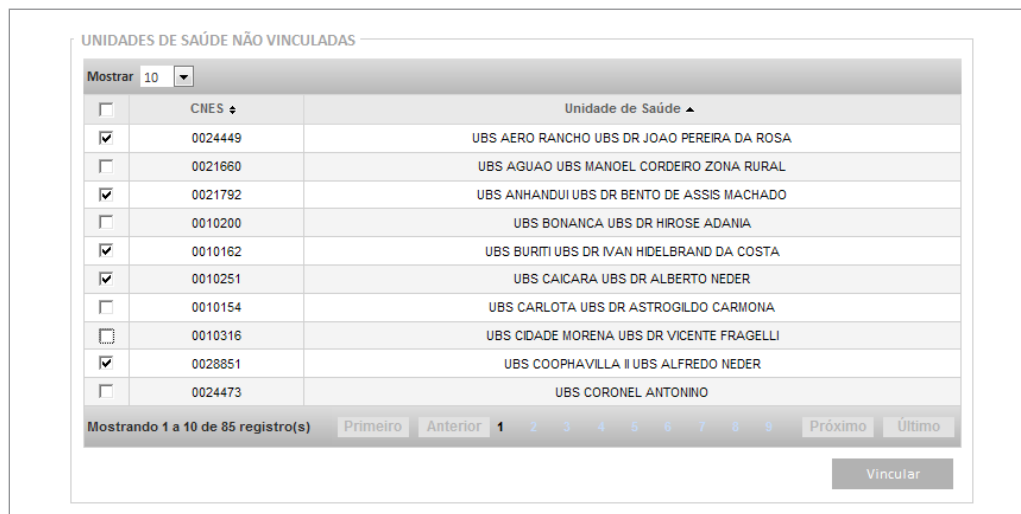 UNIDADES DE SAÚDE NÃO VINCULADAS
Mostrar 10
CNES Unidade de Saúde
0024449 UBS AERO RANCHO UBS DR JOAO PEREIRA DA ROSA
0021660 UBS AGUAO UBS MANOEL CORDEIRO ZONA RURAL
0021792 UBS ANHANDUI UBS DR BENTO DE ASSIS MACHADO
0010200 UBS BONANCA UBS DR HIROSE ADANIA
0010162 UBS BURITI UBS DR IVAN HIDELBRAND DA COSTA
0010251 UBS CAICARA UBS DR ALBERTO NEDER
0010154 UBS CARLOTA UBS DR ASTROGILDO CARMONA
0010316 UBS CIDADE MORENA UBS DR VICENTE FRAGELLI
0028851 UBS COOPHAVILLA II UBS ALFREDO NEDER
0024473 UBS CORONEL ANTONINO
Mostrando 1 a 10 de 85 registro(s) Primeiro Anterior 1 2 3 4 5 6 7 8 9 Próximo Último
Vincular